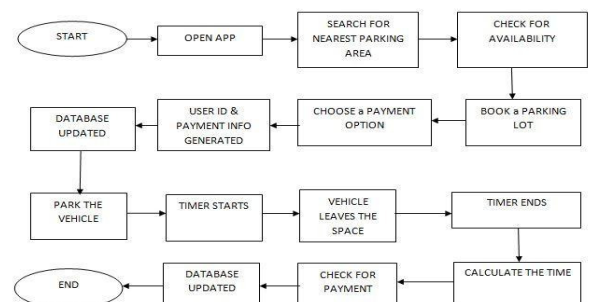 START
OPEN APP
SEARCH FOR
NEAREST PARKING
AREA
CHECK FOR
AVAILABILITY
BOOK a PARKING
LOT
CHOOSE a PAYMENT
OPTION
USER ID &
PAYMENT INFO
GENERATED
DATABASE
UPDATED
PARK THE
VEHICLE
TIMER STARTS
VEHICLE
LEAVES THE
SPACE
TIMER ENDS
CALCULATE THE TIME
CHECK FOR
PAYMENT
DATABASE
UPDATED
END